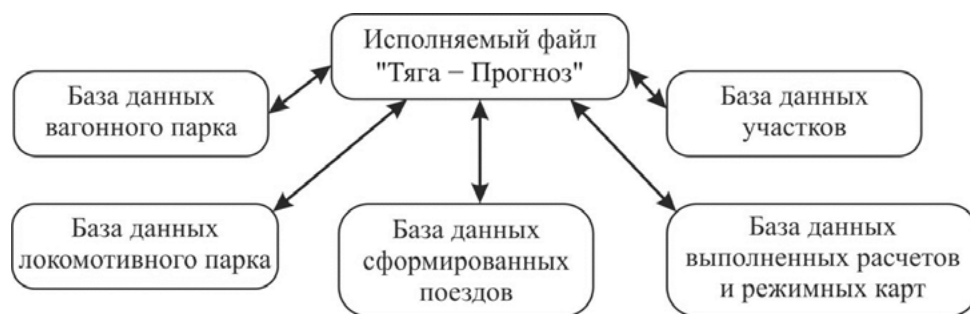 Исполняемый файл
"Тяга − Прогноз"
База данных
вагонного парка
База данных
участков
База данных
локомотивного парка
База данных
сформированных
поездов
База данных
выполненных расчетов
и режимных карт